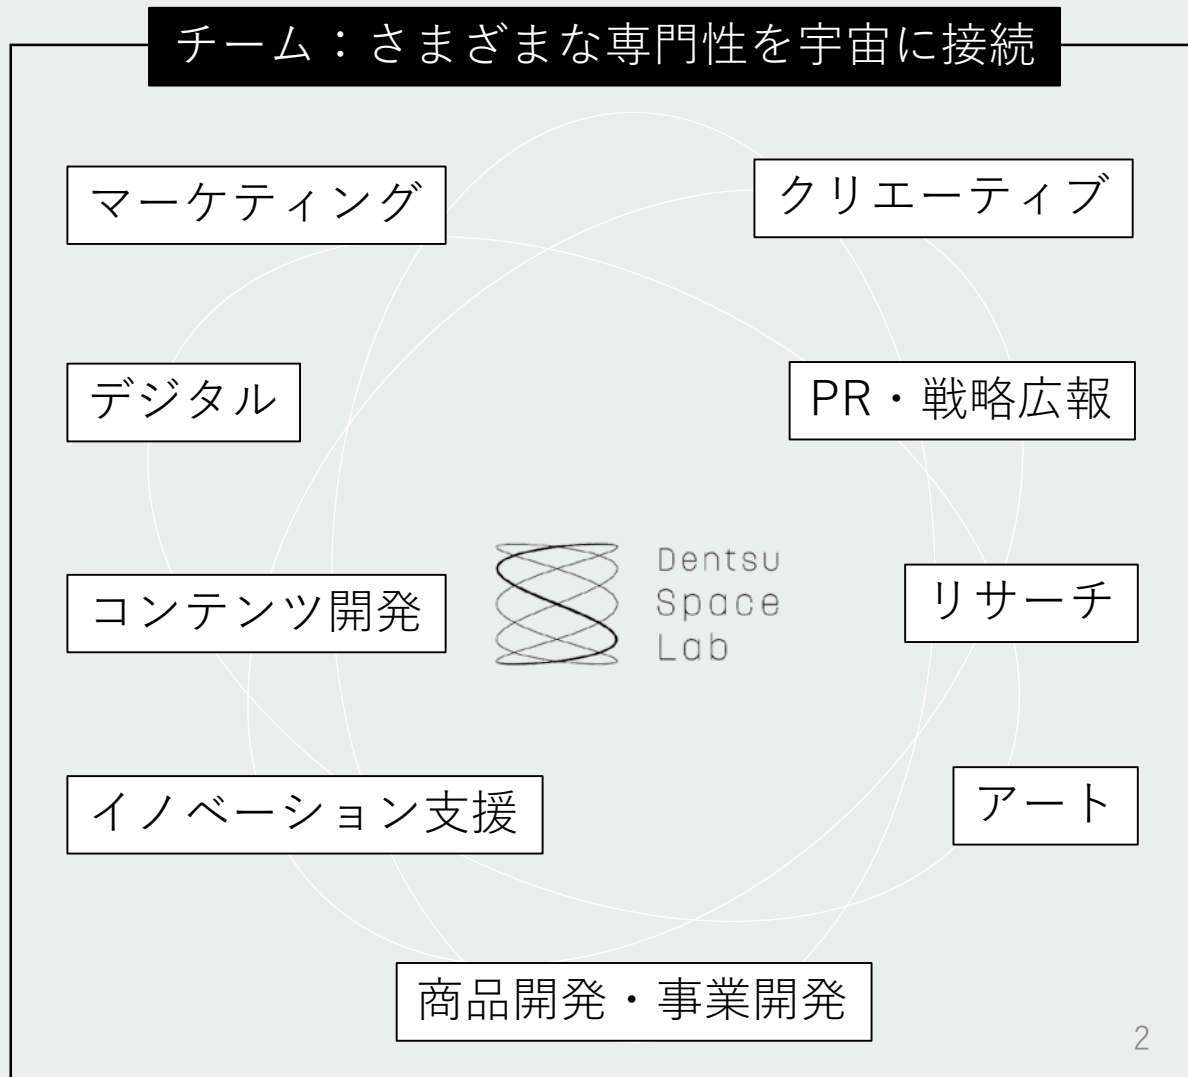 チーム：さまざまな専門性を宇宙に接続
マーケティング
クリエーティブ
デジタル
PR・戦略広報
コンテンツ開発
Dentsu
Space
Lab
リサーチ
イノベーション支援
アート
商品開発・事業開発
2